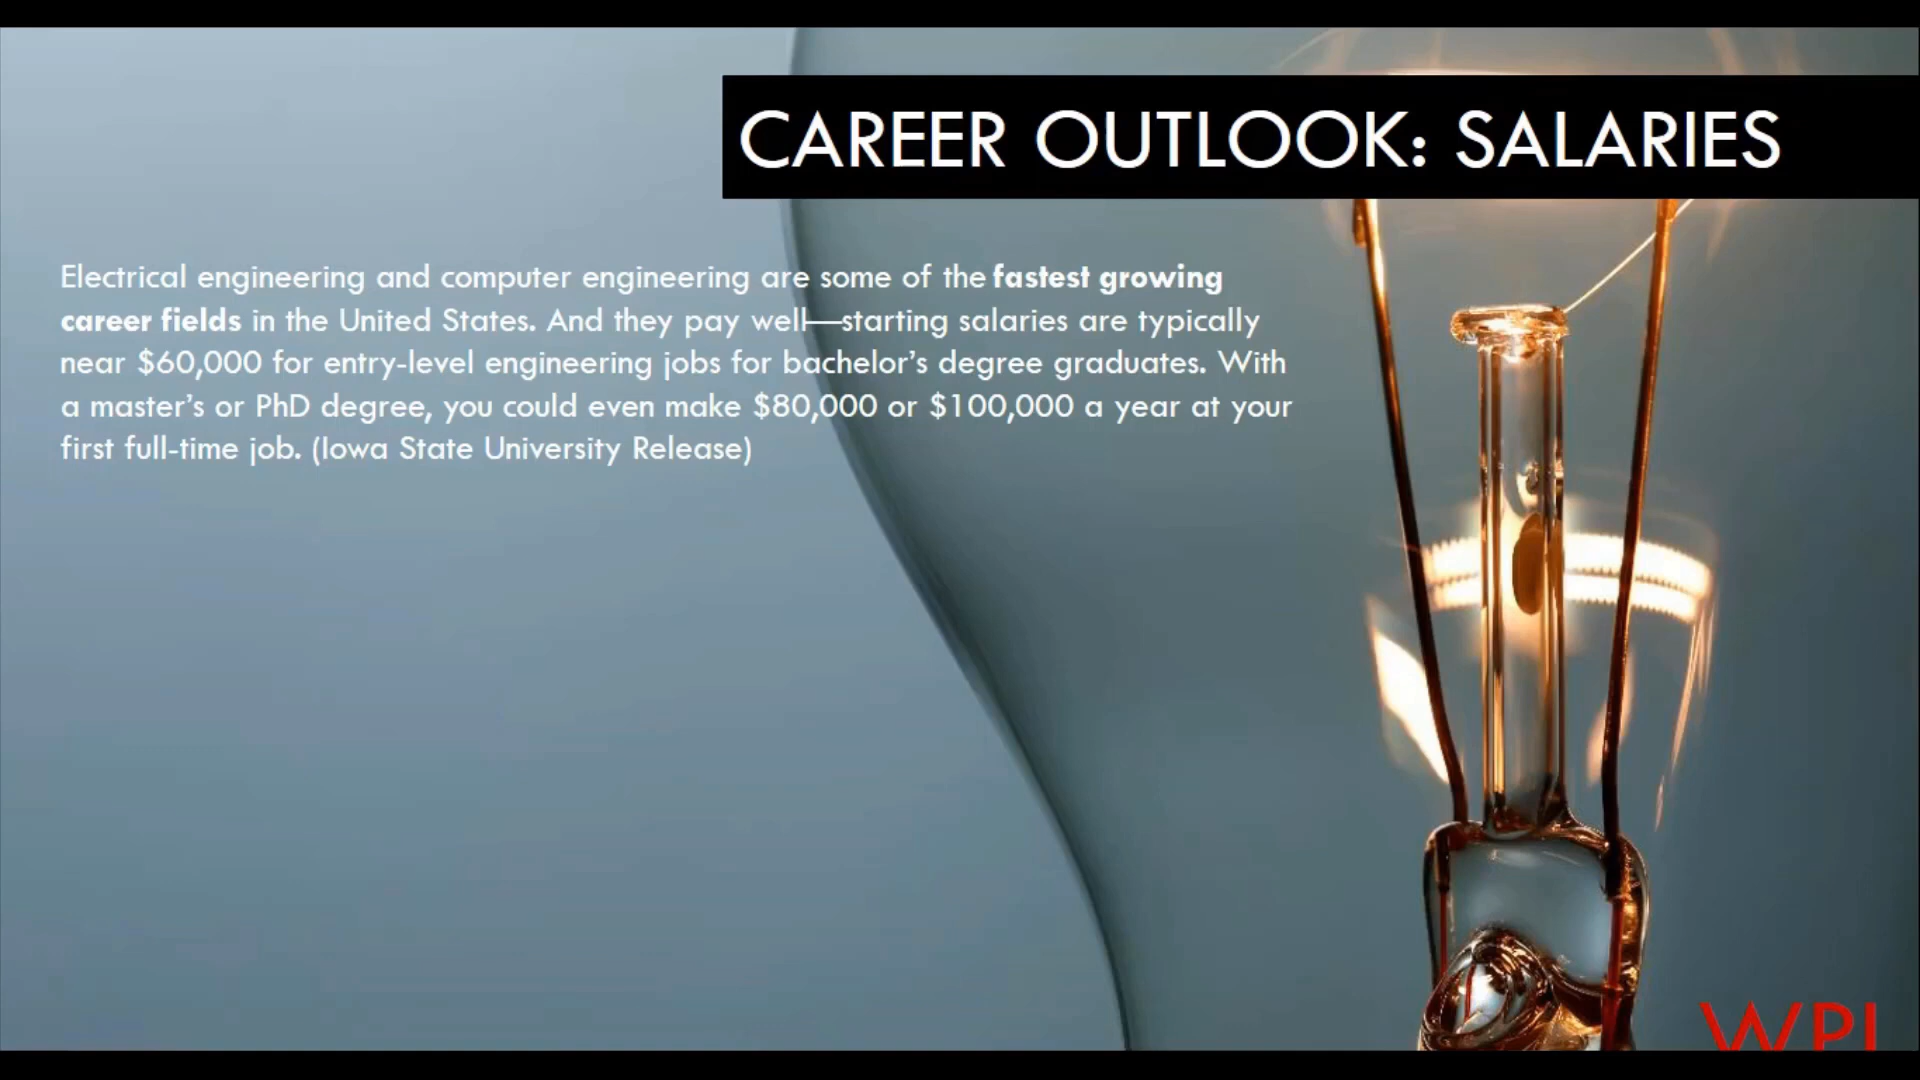 CAREER OUTLOOK: SALARIES
Electrical engineering and computer engineering are some of the fastest growing
career fields in the United States. And they pay well—starting salaries are typically
near $60,000 for entry-level engineering jobs for bachelor’s degree graduates. With
a master’s or PhD degree, you could even make $80,000 or $100,000 a year at your
first full-time job. (Iowa State University Release)
WPI